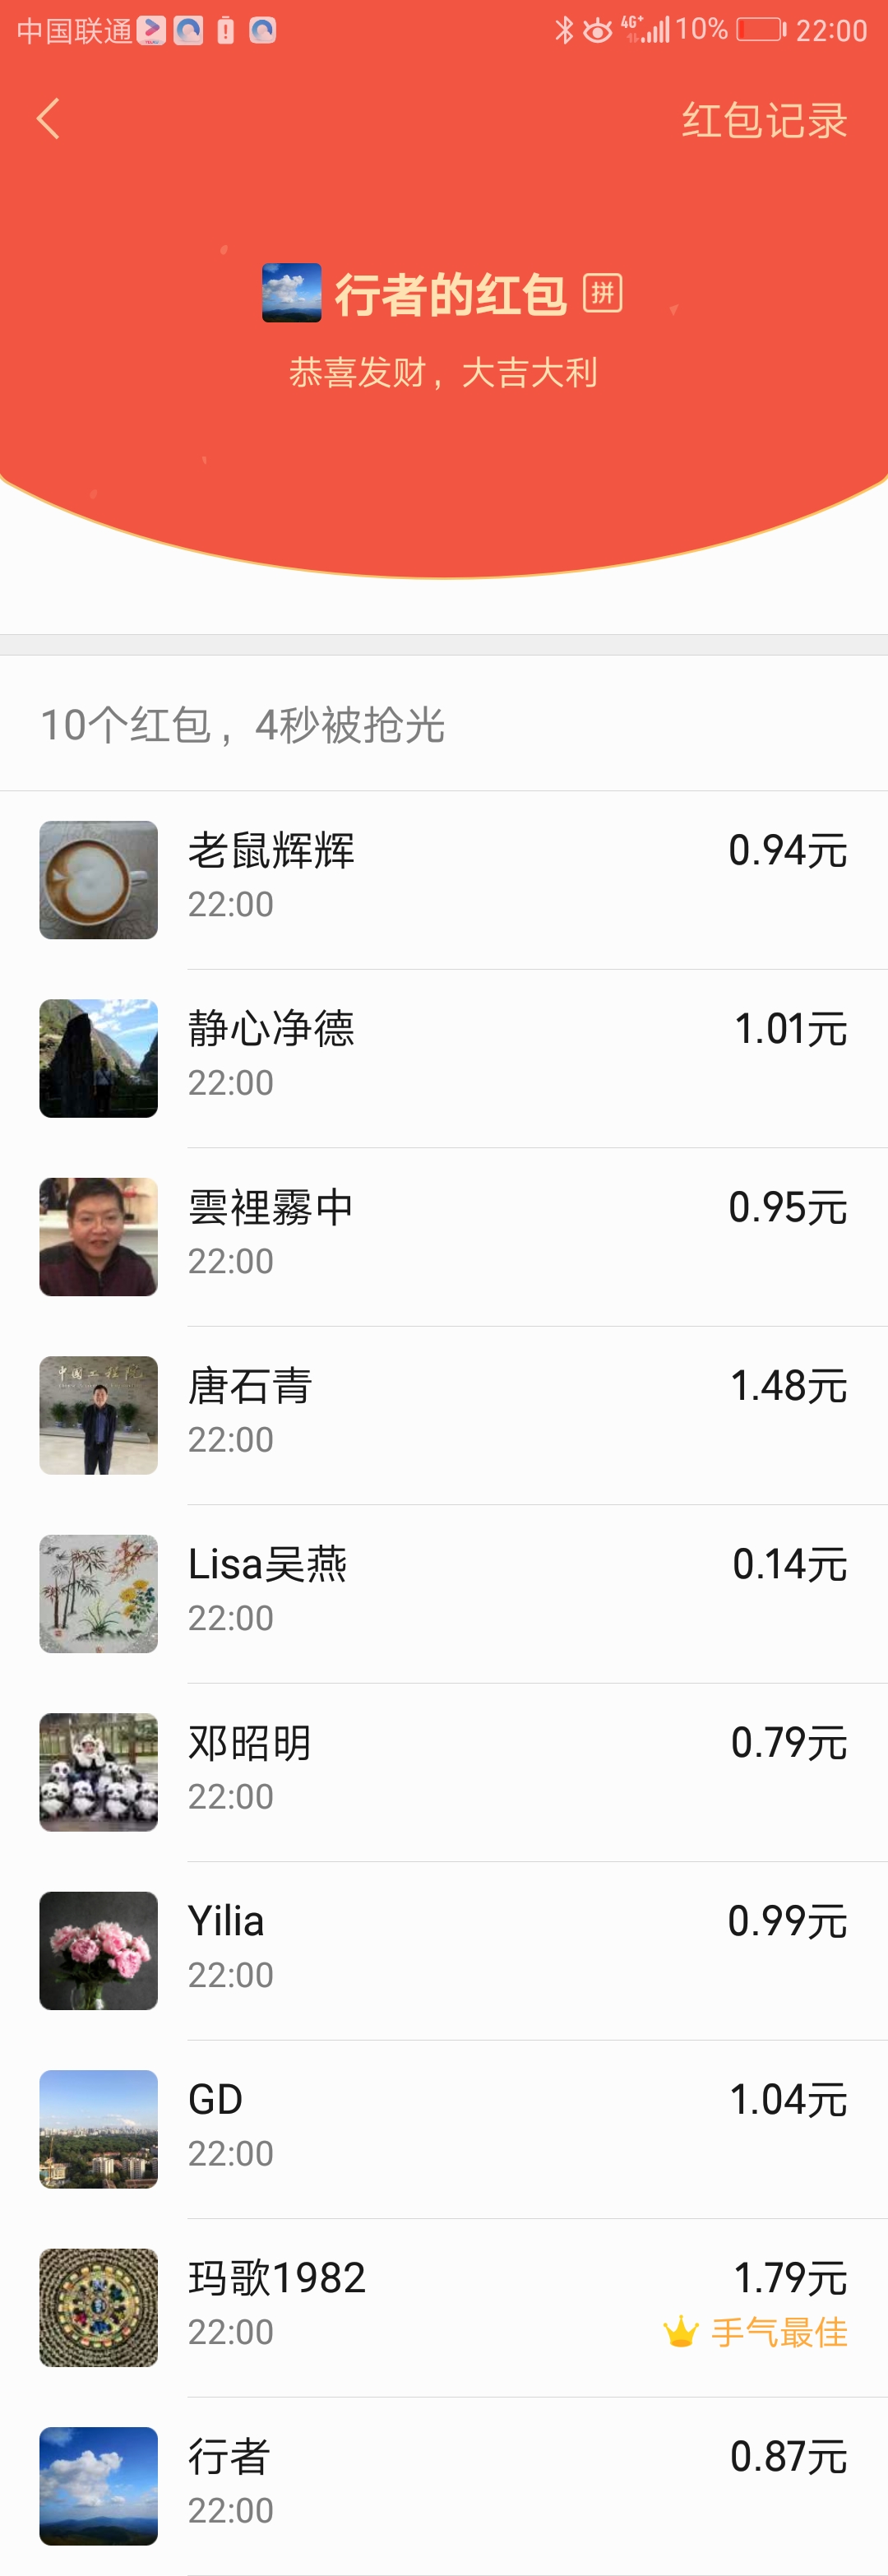 中国联通 4G+ 10% 22:00
红包记录
行者的红包 拼
恭喜发财，大吉大利
10个红包，4秒被抢光
老鼠辉辉 0.94元
22:00
静心净德 1.01元
22:00
雲裡霧中 0.95元
22:00
中国工程院
唐石青 1.48元
22:00
Lisa吴燕 0.14元
22:00
邓昭明 0.79元
22:00
Yilia 0.99元
22:00
GD 1.04元
22:00
玛歌1982 1.79元
22:00 手气最佳
行者 0.87元
22:00